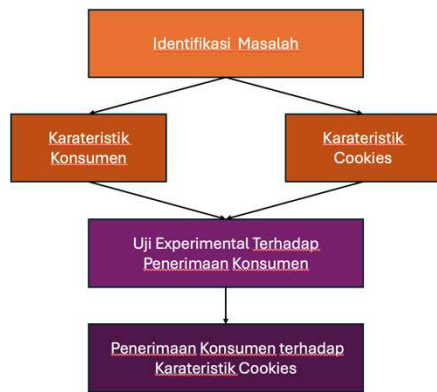 Identifikasi Masalah
Karateristik
Konsumen
Karateristik
Cookies
Uji Experimental Terhadap
Penerimaan Konsumen
Penerimaan Konsumen terhadap
Karateristik Cookies